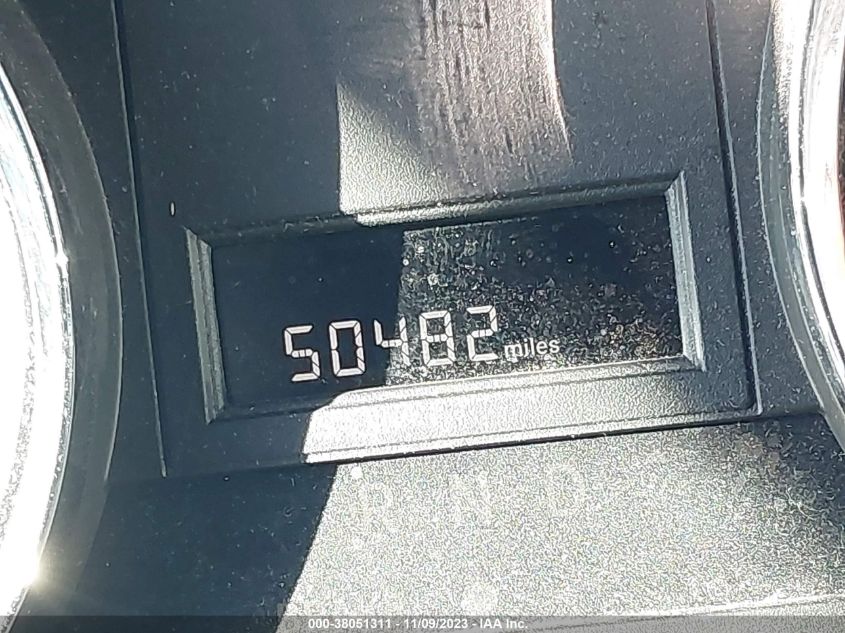 50482 miles
P R N D
000-38051311 - 11/09/2023 - IAA Inc.